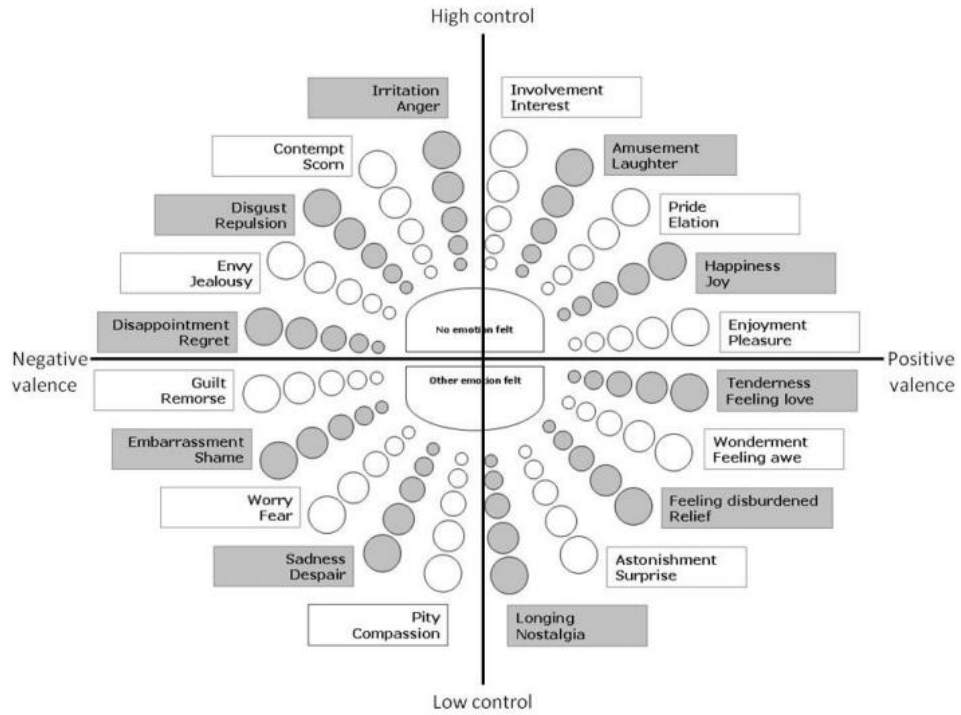 High control
Irritation
Anger
Involvement
Interest
Contempt
Scorn
Amusement
Laughter
Disgust
Repulsion
Pride
Elation
Envy
Jealousy
Happiness
Joy
Disappointment
Regret
No emotion felt
Enjoyment
Pleasure
Negative
valence
Positive
valence
Guilt
Remorse
Other emotion felt
Tenderness
Feeling love
Embarrassment
Shame
Wonderment
Feeling awe
Worry
Fear
Feeling disburdened
Relief
Sadness
Despair
Astonishment
Surprise
Pity
Compassion
Longing
Nostalgia
Low control